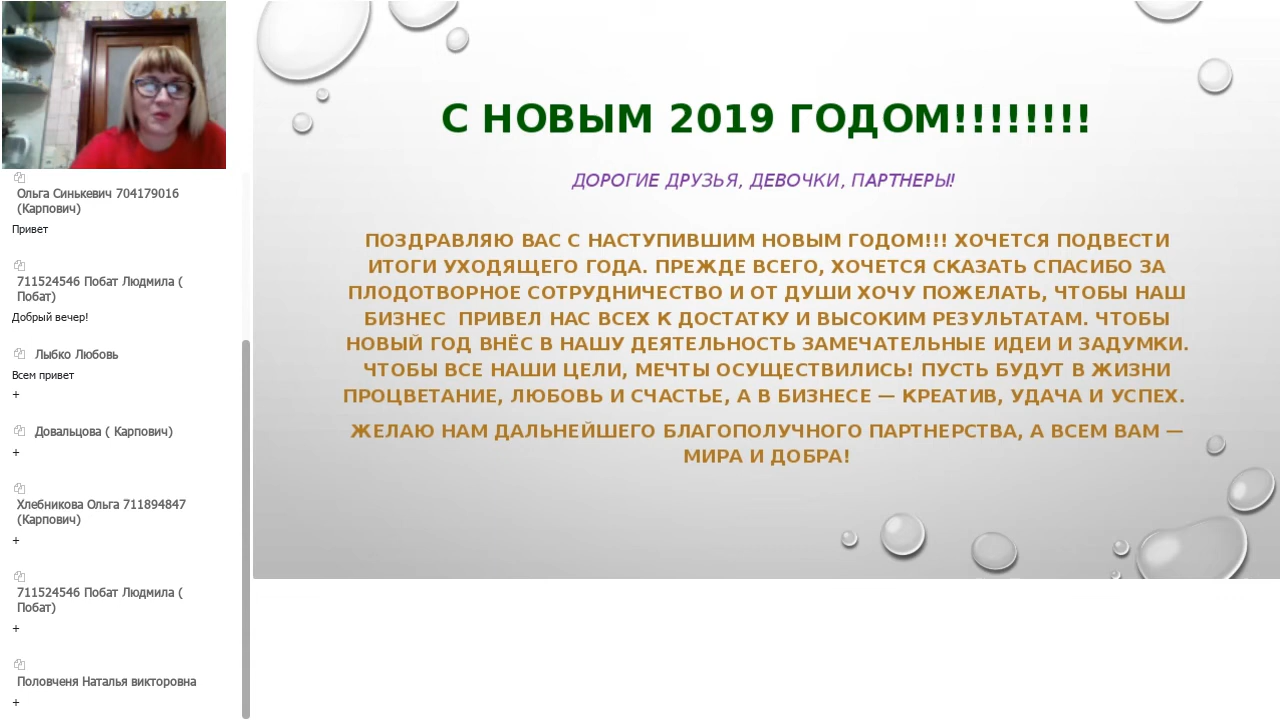 Ольга Синькевич 704179016
(Карпович)
Привет
711524546 Побат Людмила (
Побат)
Добрый вечер!
Лыбко Любовь
Всем привет
+
Довальцова ( Карпович)
+
Хлебникова Ольга 711894847
(Карпович)
+
711524546 Побат Людмила (
Побат)
+
Половченя Наталья викторовна
+
С НОВЫМ 2019 ГОДОМ!!!!!!!!
ДОРОГИЕ ДРУЗЬЯ, ДЕВОЧКИ, ПАРТНЕРЫ!
ПОЗДРАВЛЯЮ ВАС С НАСТУПИВШИМ НОВЫМ ГОДОМ!!! ХОЧЕТСЯ ПОДВЕСТИ
ИТОГИ УХОДЯЩЕГО ГОДА. ПРЕЖДЕ ВСЕГО, ХОЧЕТСЯ СКАЗАТЬ СПАСИБО ЗА
ПЛОДОТВОРНОЕ СОТРУДНИЧЕСТВО И ОТ ДУШИ ХОЧУ ПОЖЕЛАТЬ, ЧТОБЫ НАШ
БИЗНЕС ПРИВЕЛ НАС ВСЕХ К ДОСТАТКУ И ВЫСОКИМ РЕЗУЛЬТАТАМ. ЧТОБЫ
НОВЫЙ ГОД ВНЁС В НАШУ ДЕЯТЕЛЬНОСТЬ ЗАМЕЧАТЕЛЬНЫЕ ИДЕИ И ЗАДУМКИ.
ЧТОБЫ ВСЕ НАШИ ЦЕЛИ, МЕЧТЫ ОСУЩЕСТВИЛИСЬ! ПУСТЬ БУДУТ В ЖИЗНИ
ПРОЦВЕТАНИЕ, ЛЮБОВЬ И СЧАСТЬЕ, А В БИЗНЕСЕ — КРЕАТИВ, УДАЧА И УСПЕХ.
ЖЕЛАЮ НАМ ДАЛЬНЕЙШЕГО БЛАГОПОЛУЧНОГО ПАРТНЕРСТВА, А ВСЕМ ВАМ —
МИРА И ДОБРА!